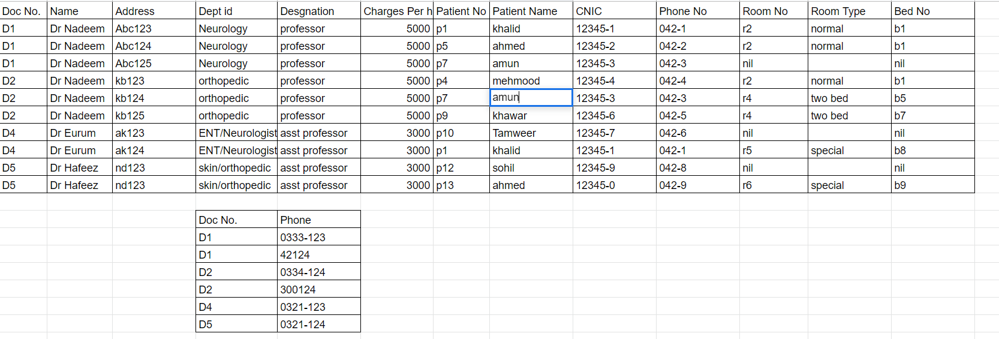 Doc No. Name Address Dept id Desgnation Charges Per h Patient No Patient Name CNIC Phone No Room No Room Type Bed No
D1 Dr Nadeem Abc123 Neurology professor 5000 p1 khalid 12345-1 042-1 r2 normal b1
D1 Dr Nadeem Abc124 Neurology professor 5000 p5 ahmed 12345-2 042-2 r2 normal b1
D1 Dr Nadeem Abc125 Neurology professor 5000 p7 amun 12345-3 042-3 nil nil
D2 Dr Nadeem kb123 orthopedic professor 5000 p4 mehmood 12345-4 042-4 r2 normal b1
D2 Dr Nadeem kb124 orthopedic professor 5000 p7 amun 12345-3 042-3 r4 two bed b5
D2 Dr Nadeem kb125 orthopedic professor 5000 p9 khawar 12345-6 042-5 r4 two bed b7
D4 Dr Eurum ak123 ENT/Neurologist asst professor 3000 p10 Tamweer 12345-7 042-6 nil nil
D4 Dr Eurum ak124 ENT/Neurologist asst professor 3000 p1 khalid 12345-1 042-1 r5 special b8
D5 Dr Hafeez nd123 skin/orthopedic asst professor 3000 p12 sohil 12345-9 042-8 nil nil
D5 Dr Hafeez nd123 skin/orthopedic asst professor 3000 p13 ahmed 12345-0 042-9 r6 special b9
Doc No. Phone
D1 0333-123
D1 42124
D2 0334-124
D2 300124
D4 0321-123
D5 0321-124